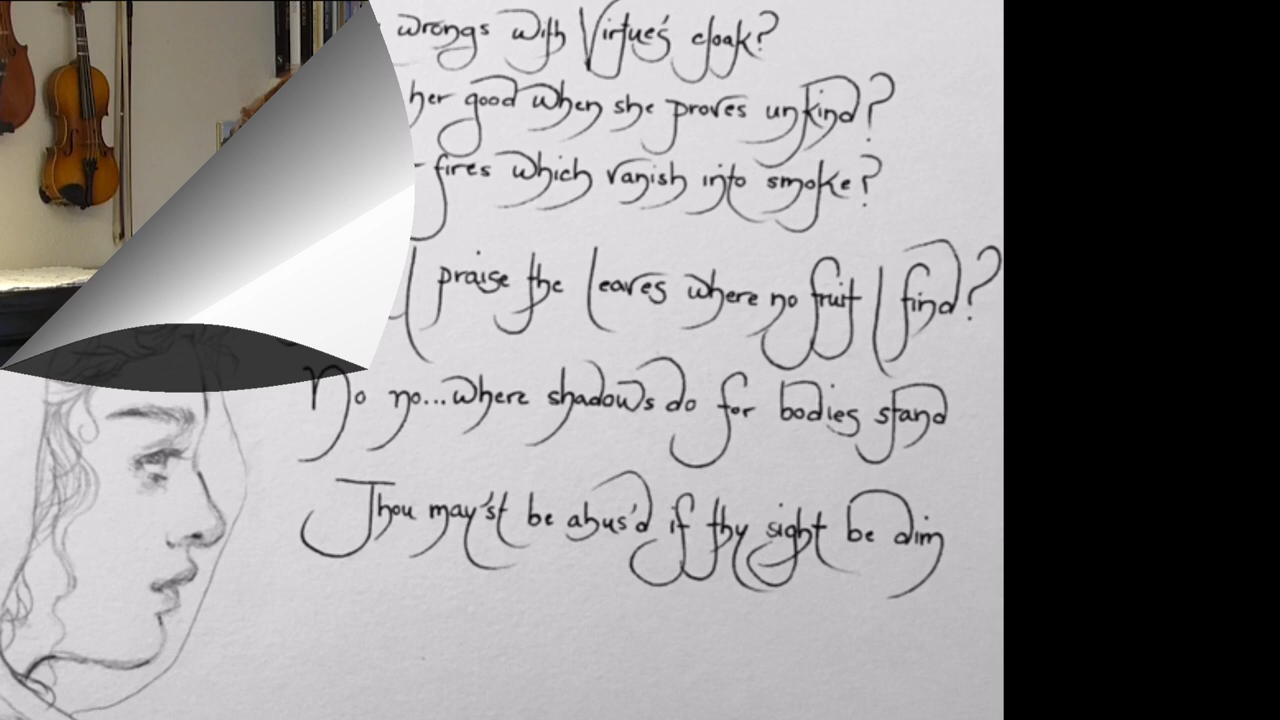 wrongs with Virtue's cloak?
her good when she proves unkind?
fires which vanish into smoke?
I praise the leaves where no fruit I find?
No no...where shadows do for bodies stand
Thou may'st be abus'd if thy sight be dim